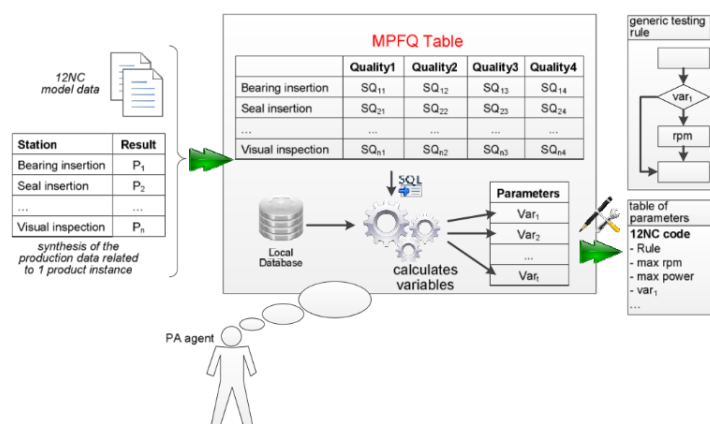 12NC
model data
Station Result
Bearing insertion P1
Seal insertion P2
... ...
Visual inspection Pn
synthesis of the
production data related
to 1 product instance
MPFQ Table
Quality1 Quality2 Quality3 Quality4
Bearing insertion SQ11 SQ12 SQ13 SQ14
Seal insertion SQ21 SQ22 SQ23 SQ24
... ... ... ... ...
Visual inspection SQn1 SQn2 SQn3 SQn4
SQL
Local
Database
calculates
variables
Parameters
Var1
Var2
...
Vart
PA agent
generic testing
rule
var1
rpm
table of
parameters
12NC code
- Rule
- max rpm
- max power
- var1
...